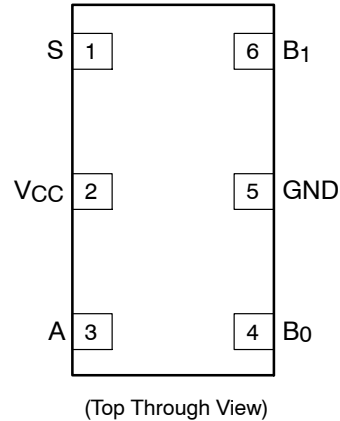 S 1 6 B1
VCC 2 5 GND
A 3 4 B0
(Top Through View)